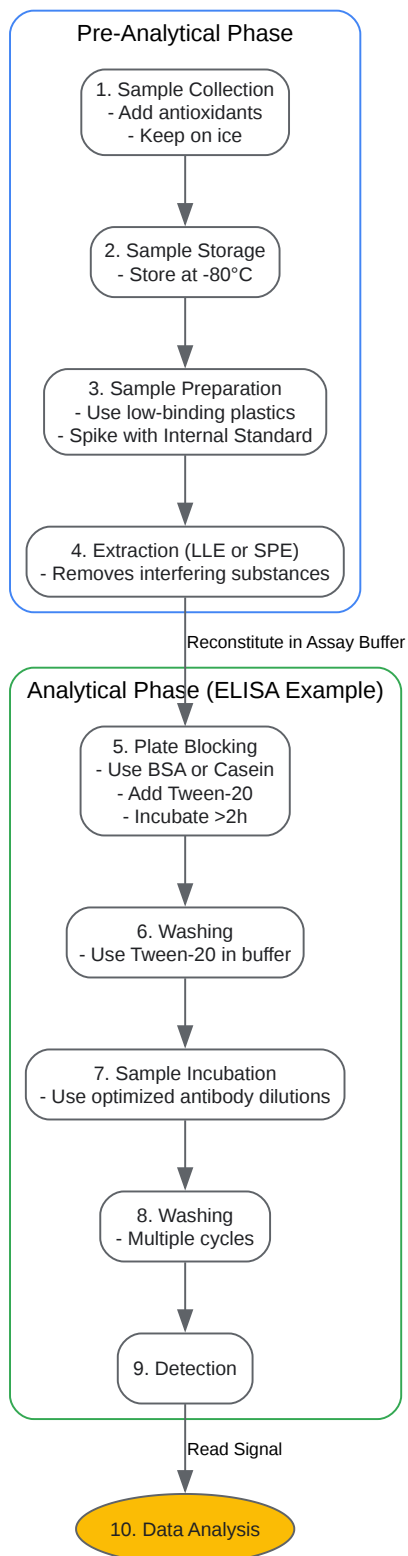 Pre-Analytical Phase
1. Sample Collection
- Add antioxidants
- Keep on ice
2. Sample Storage
- Store at -80°C
3. Sample Preparation
- Use low-binding plastics
- Spike with Internal Standard
4. Extraction (LLE or SPE)
- Removes interfering substances
Reconstitute in Assay Buffer
Analytical Phase (ELISA Example)
5. Plate Blocking
- Use BSA or Casein
- Add Tween-20
- Incubate >2h
6. Washing
- Use Tween-20 in buffer
7. Sample Incubation
- Use optimized antibody dilutions
8. Washing
- Multiple cycles
9. Detection
Read Signal
10. Data Analysis